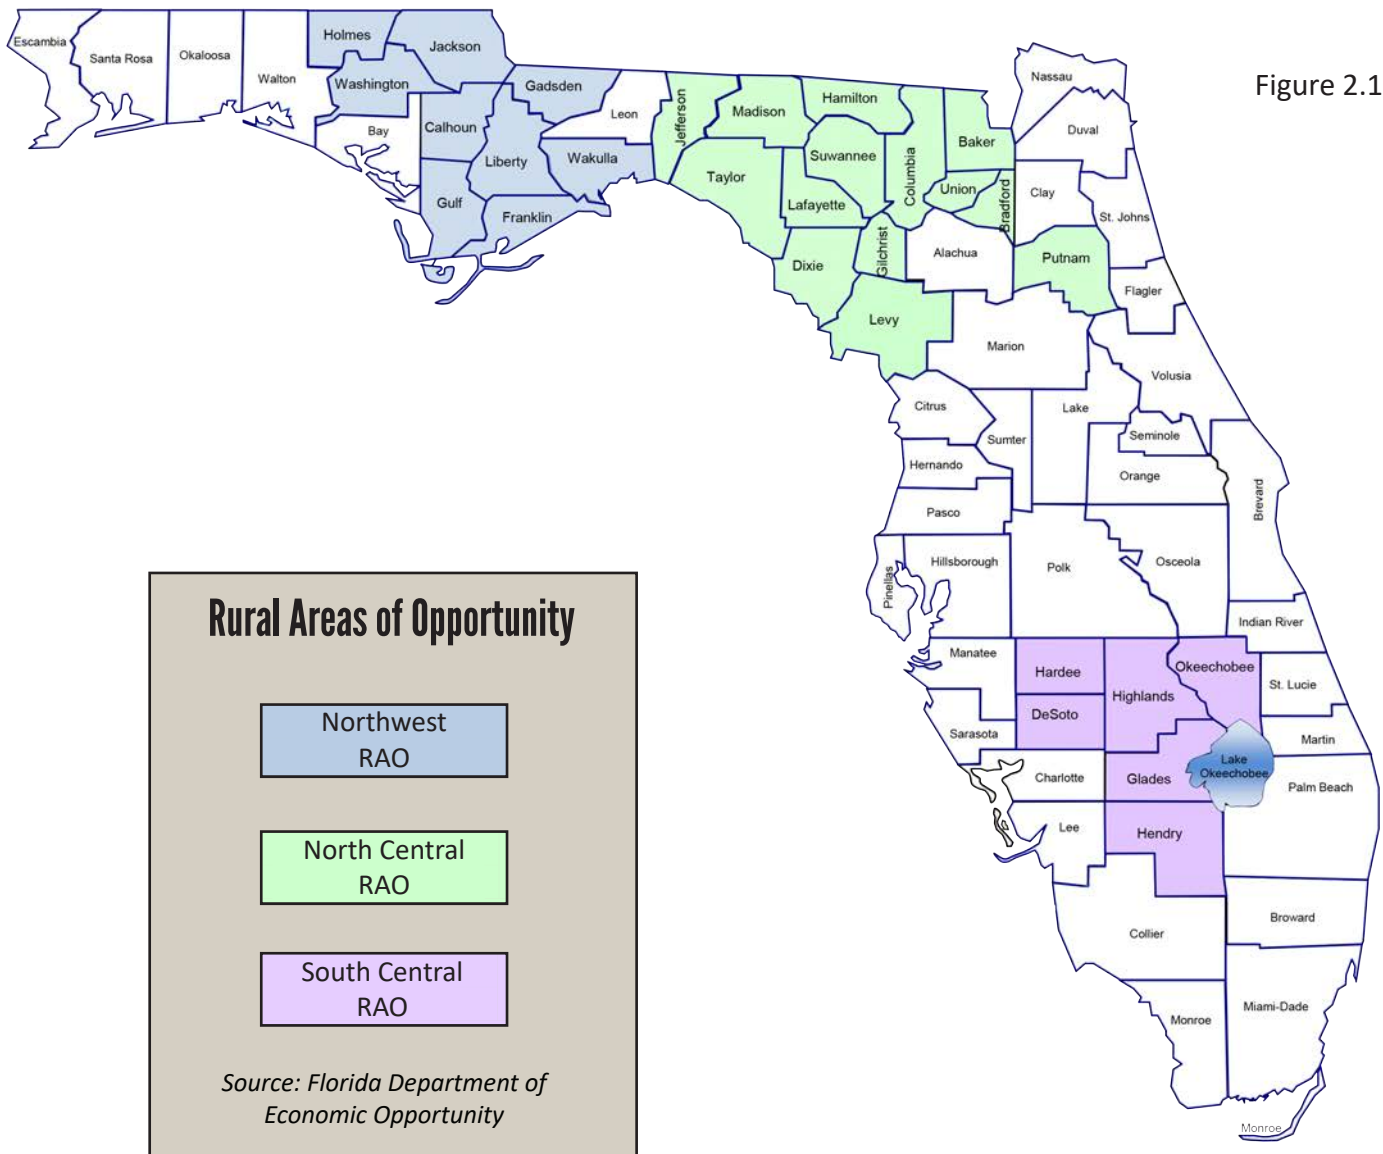 Figure 2.1
Escambia
Santa Rosa
Okaloosa
Walton
Holmes
Jackson
Washington
Bay
Calhoun
Gadsden
Liberty
Gulf
Franklin
Wakulla
Leon
Jefferson
Madison
Hamilton
Taylor
Suwannee
Lafayette
Columbia
Baker
Union
Bradford
Dixie
Gilchrist
Levy
Alachua
Putnam
Nassau
Duval
Clay
St. Johns
Flagler
Marion
Volusia
Citrus
Sumter
Lake
Seminole
Orange
Hernando
Pasco
Brevard
Pinellas
Hillsborough
Polk
Osceola
Indian River
Manatee
Hardee
Highlands
Okeechobee
St. Lucie
DeSoto
Sarasota
Martin
Charlotte
Glades
Lake
Okeechobee
Palm Beach
Lee
Hendry
Collier
Broward
Monroe
Miami-Dade
Monroe
Rural Areas of Opportunity
Northwest
RAO
North Central
RAO
South Central
RAO
Source: Florida Department of
Economic Opportunity